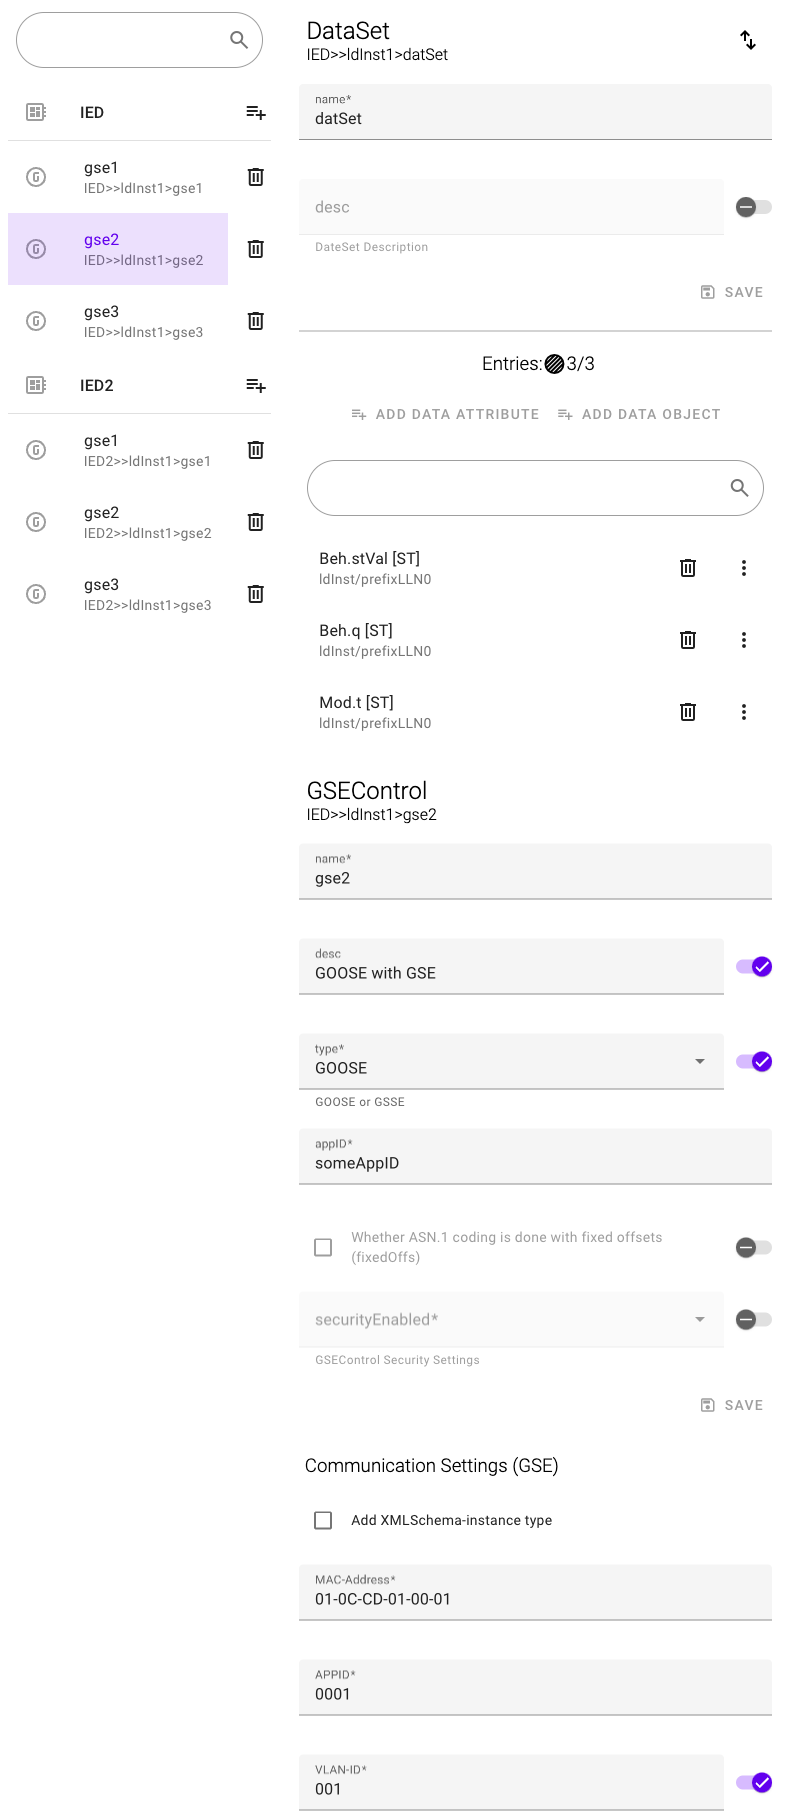 IED
gse1
IED>>ldInst1>gse1
gse2
IED>>ldInst1>gse2
gse3
IED>>ldInst1>gse3
IED2
gse1
IED2>>ldInst1>gse1
gse2
IED2>>ldInst1>gse2
gse3
IED2>>ldInst1>gse3
DataSet
IED>>ldInst1>datSet
name*
datSet
desc
DateSet Description
SAVE
Entries: 3/3
ADD DATA ATTRIBUTE ADD DATA OBJECT
Beh.stVal [ST]
ldInst/prefixLLN0
Beh.q [ST]
ldInst/prefixLLN0
Mod.t [ST]
ldInst/prefixLLN0
GSEControl
IED>>ldInst1>gse2
name*
gse2
desc
GOOSE with GSE
type*
GOOSE
GOOSE or GSSE
appID*
someAppID
Whether ASN.1 coding is done with fixed offsets
(fixedOffs)
securityEnabled*
GSEControl Security Settings
SAVE
Communication Settings (GSE)
Add XMLSchema-instance type
MAC-Address*
01-0C-CD-01-00-01
APPID*
0001
VLAN-ID*
001